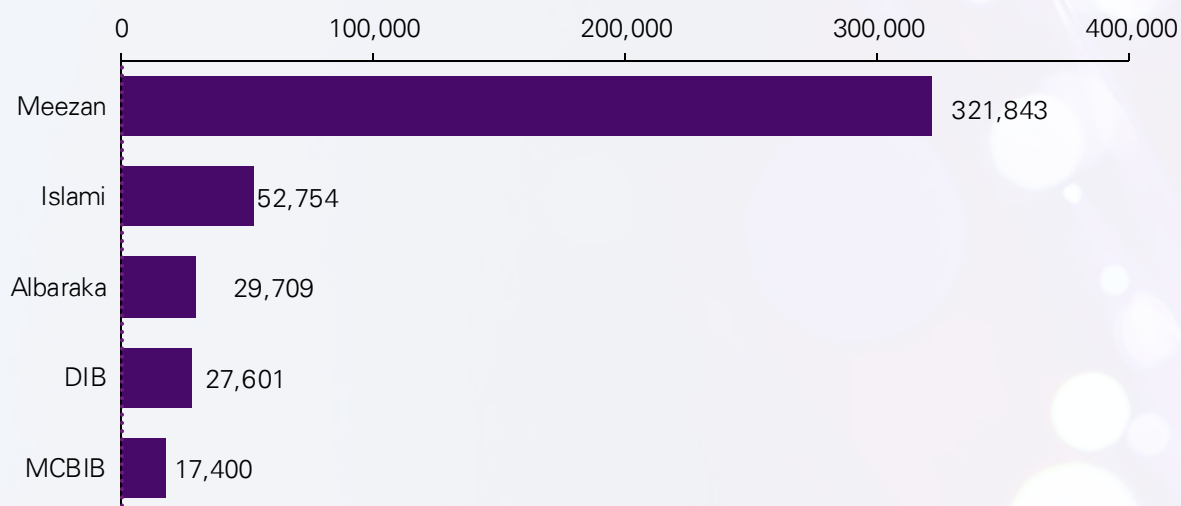 0 100,000 200,000 300,000 400,000
Meezan 321,843
Islami 52,754
Albaraka 29,709
DIB 27,601
MCBIB 17,400